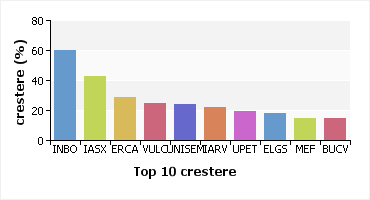 80
60
40
20
0
crestere (%)
INBO IASX ERCA VULC UNISEM IARV UPET ELGS MEF BUCV
Top 10 crestere